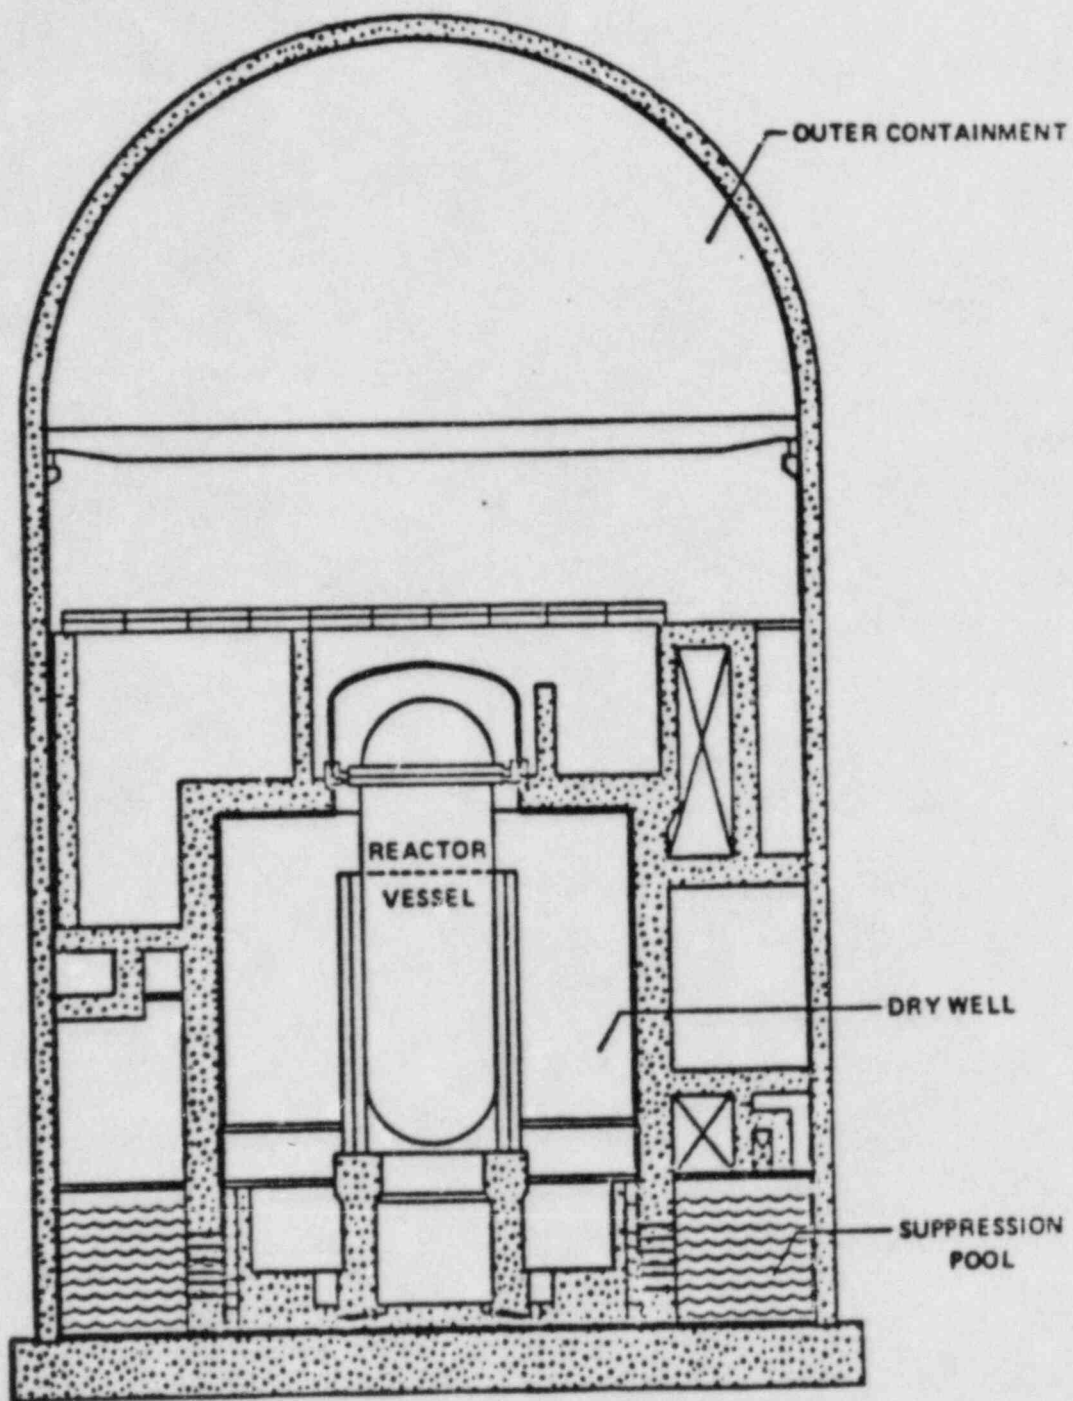 OUTER CONTAINMENT
REACTOR
VESSEL
DRY WELL
SUPPRESSION
POOL